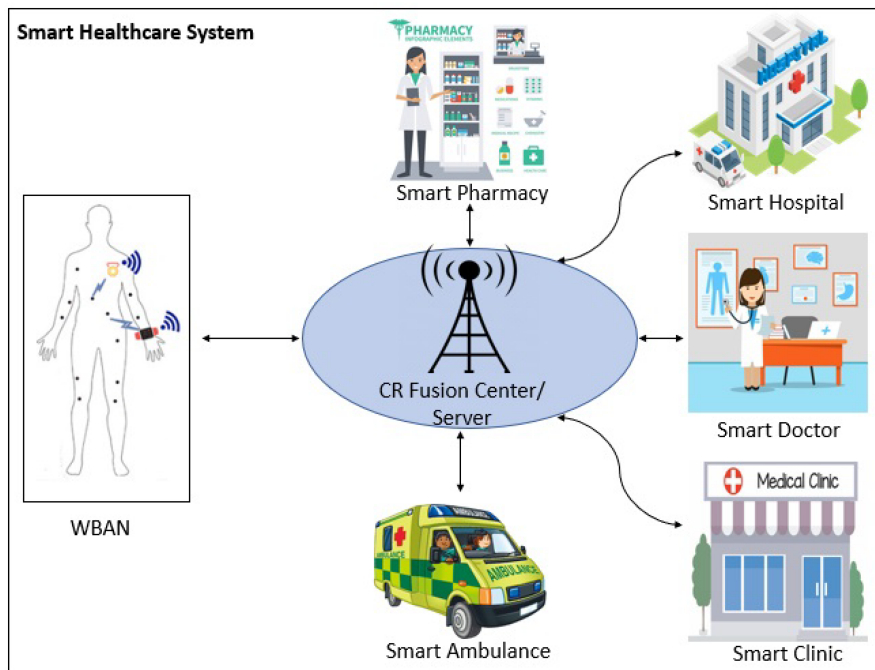 Smart Healthcare System
PHARMACY
INFOGRAPHIC ELEMENTS
Smart Pharmacy
Smart Hospital
CR Fusion Center/
Server
WBAN
Smart Doctor
AMBULANCE
AMBULANCE
AMBULANCE
Smart Ambulance
Medical Clinic
Smart Clinic